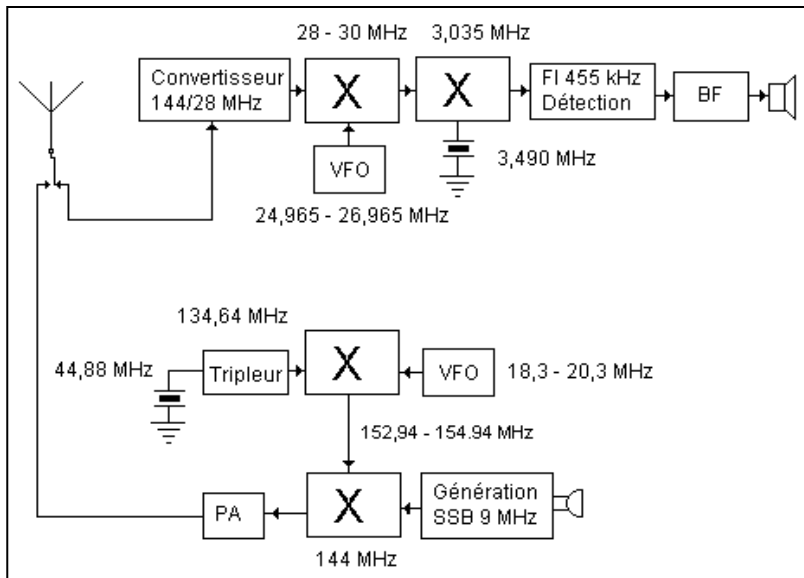 28 - 30 MHz
3,035 MHz
Convertisseur
144/28 MHz
X
X
FI 455 kHz
Détection
BF
VFO
3,490 MHz
24,965 - 26,965 MHz
134,64 MHz
44,88 MHz
Tripleur
X
VFO
18,3 - 20,3 MHz
152,94 - 154.94 MHz
PA
X
Génération
SSB 9 MHz
144 MHz